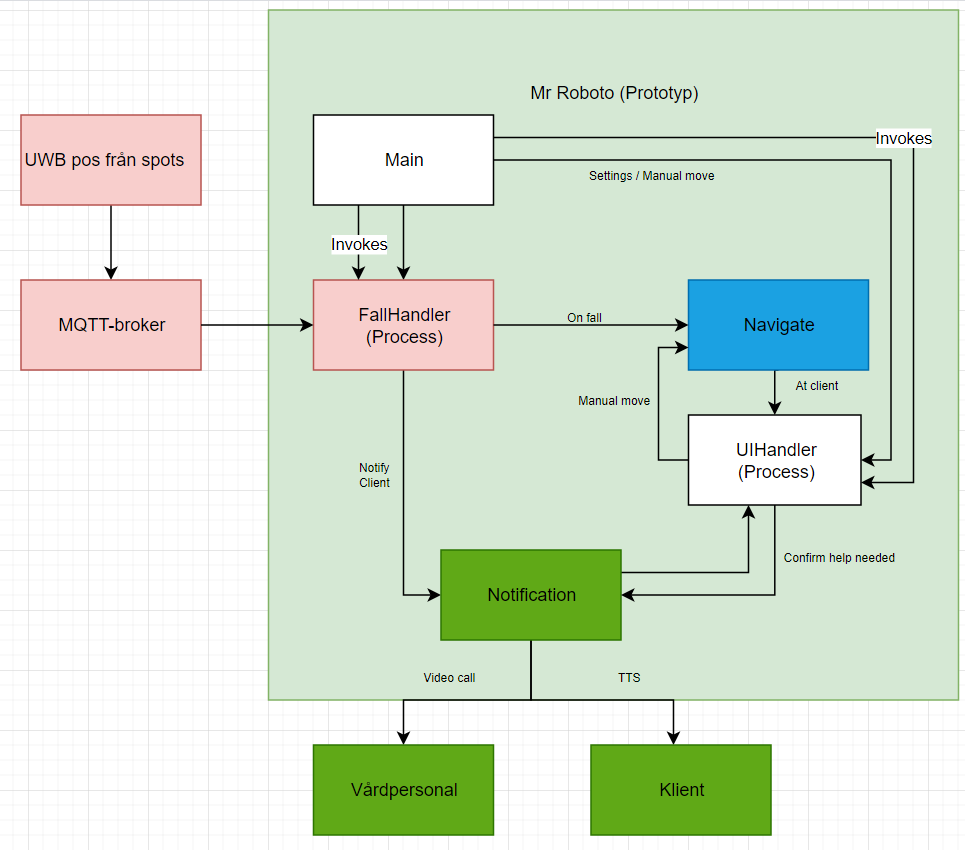 Mr Roboto (Prototyp)
UWB pos från spots
Main
Invokes
Settings / Manual move
Invokes
MQTT-broker
FallHandler
(Process)
On fall
Navigate
At client
Manual move
UIHandler
(Process)
Notify
Client
Confirm help needed
Notification
Video call
TTS
Vårdpersonal
Klient